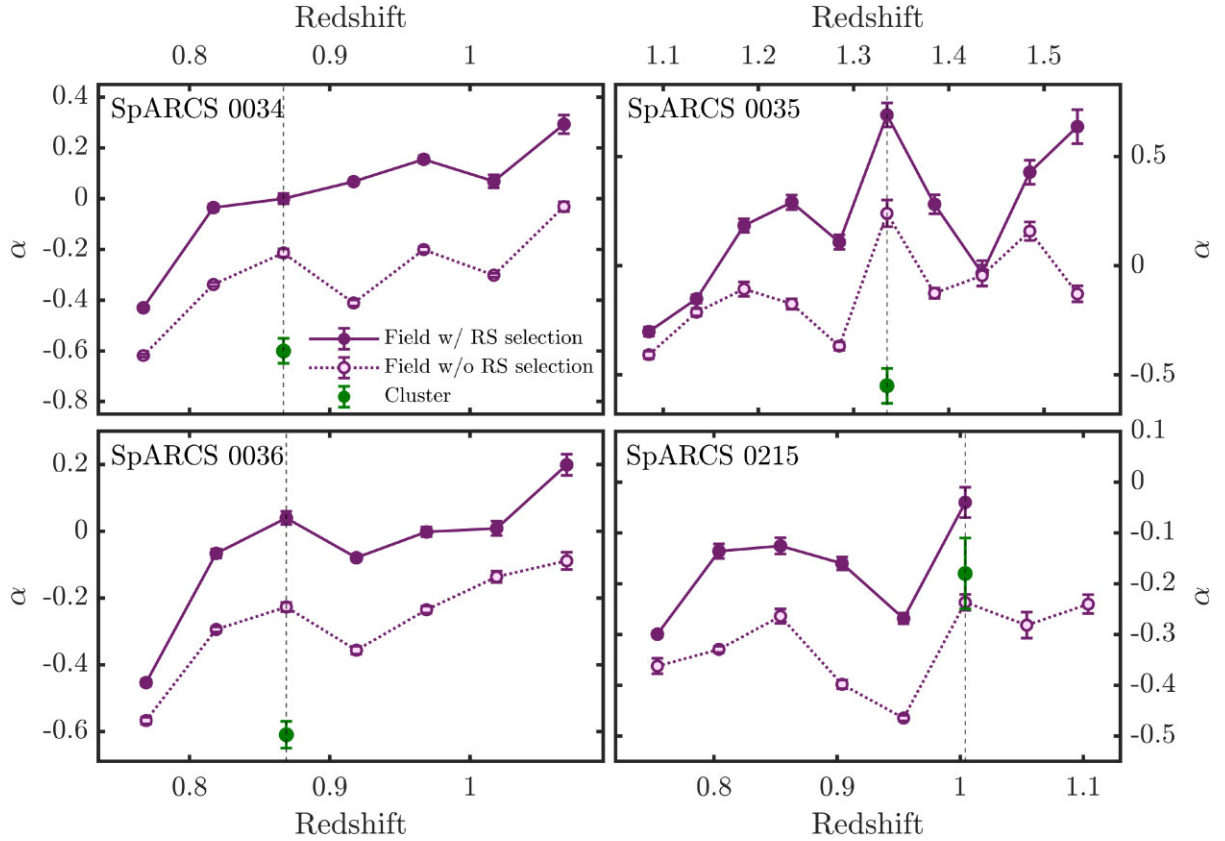 Redshift Redshift
0.8 0.9 1 1.1 1.2 1.3 1.4 1.5
SpARCS 0034
0.4
0.2
0
-0.2
-0.4
-0.6
-0.8
α
Field w/ RS selection
Field w/o RS selection
Cluster
SpARCS 0035
0.5
0
-0.5
α
SpARCS 0036
0.2
0
-0.2
-0.4
-0.6
α
SpARCS 0215
0.1
0
-0.1
-0.2
-0.3
-0.4
-0.5
α
0.8 0.9 1 0.8 0.9 1 1.1
Redshift Redshift